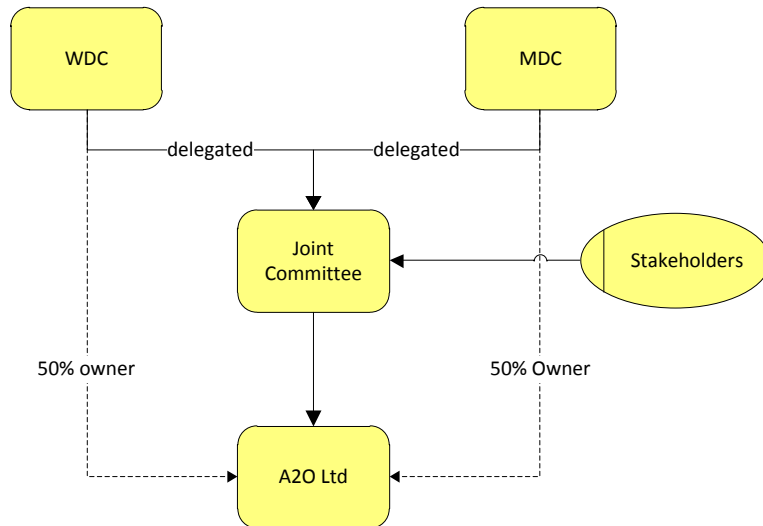 WDC
MDC
delegated
delegated
Joint
Committee
Stakeholders
50% owner
50% Owner
A2O Ltd